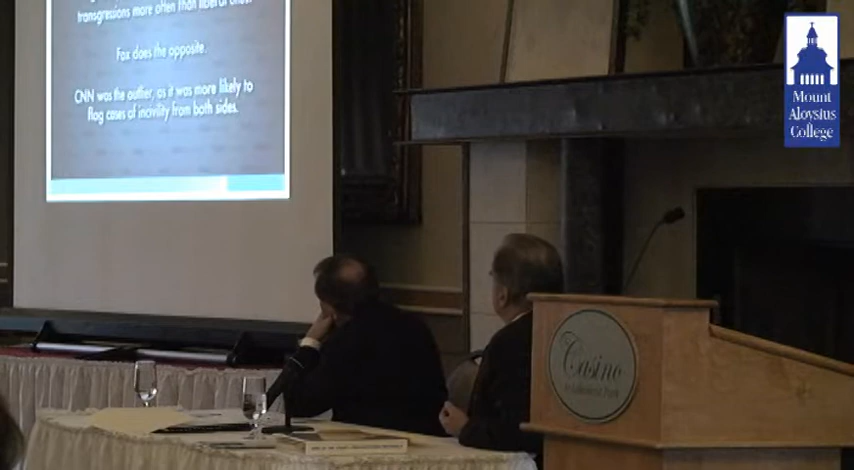 transgressions more often than liberal ones.
Fox does the opposite.
CNN was the outlier, as it was more likely to
flag cases of incivility from both sides.
Mount
Aloysius
College
Casino